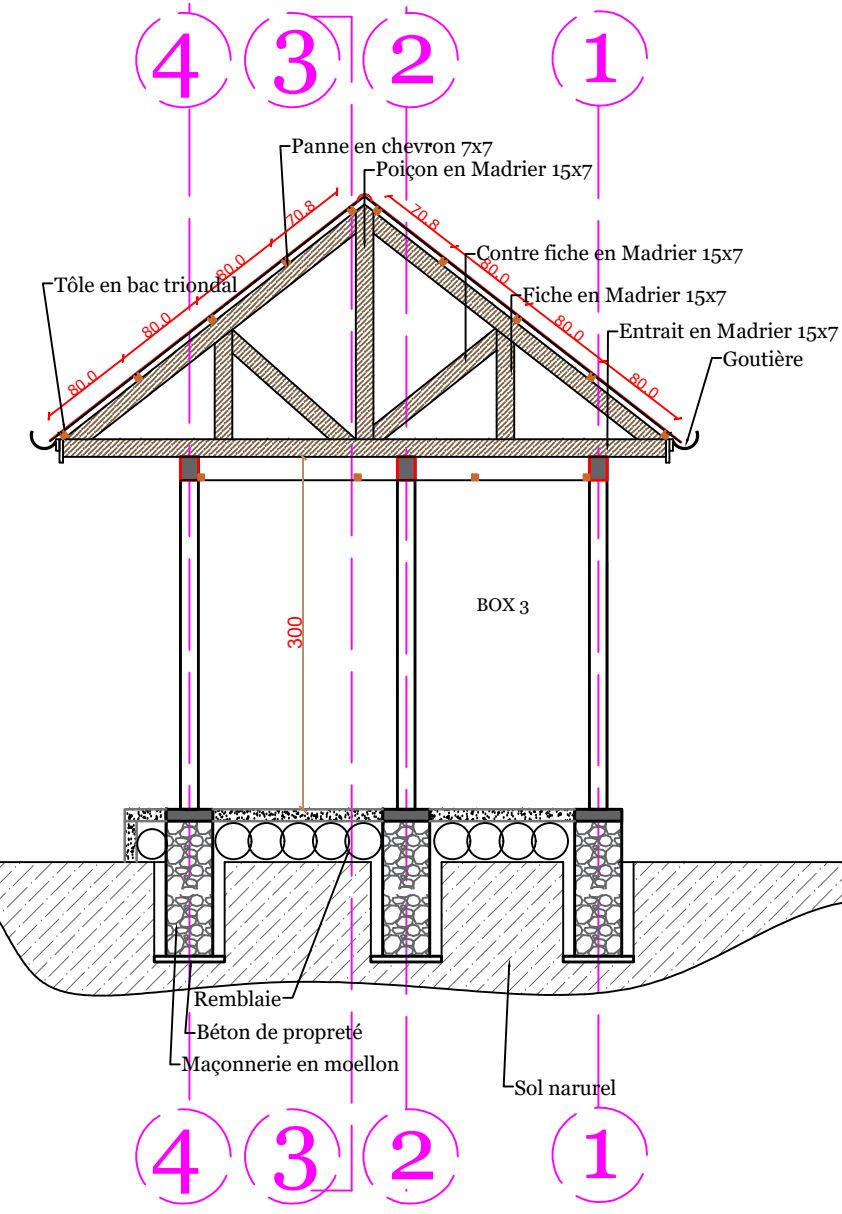 4 3 2 1
Panne en chevron 7x7
Poiçon en Madrier 15x7
70,8 70,8
Contre fiche en Madrier 15x7
80,0 80,0
Tôle en bac triondal
Fiche en Madrier 15x7
80,0 80,0
Entrait en Madrier 15x7
Goutière
80,0 80,0
BOX 3
300
Remblaie
Béton de propreté
Maçonnerie en moellon
Sol narurel
4 3 2 1